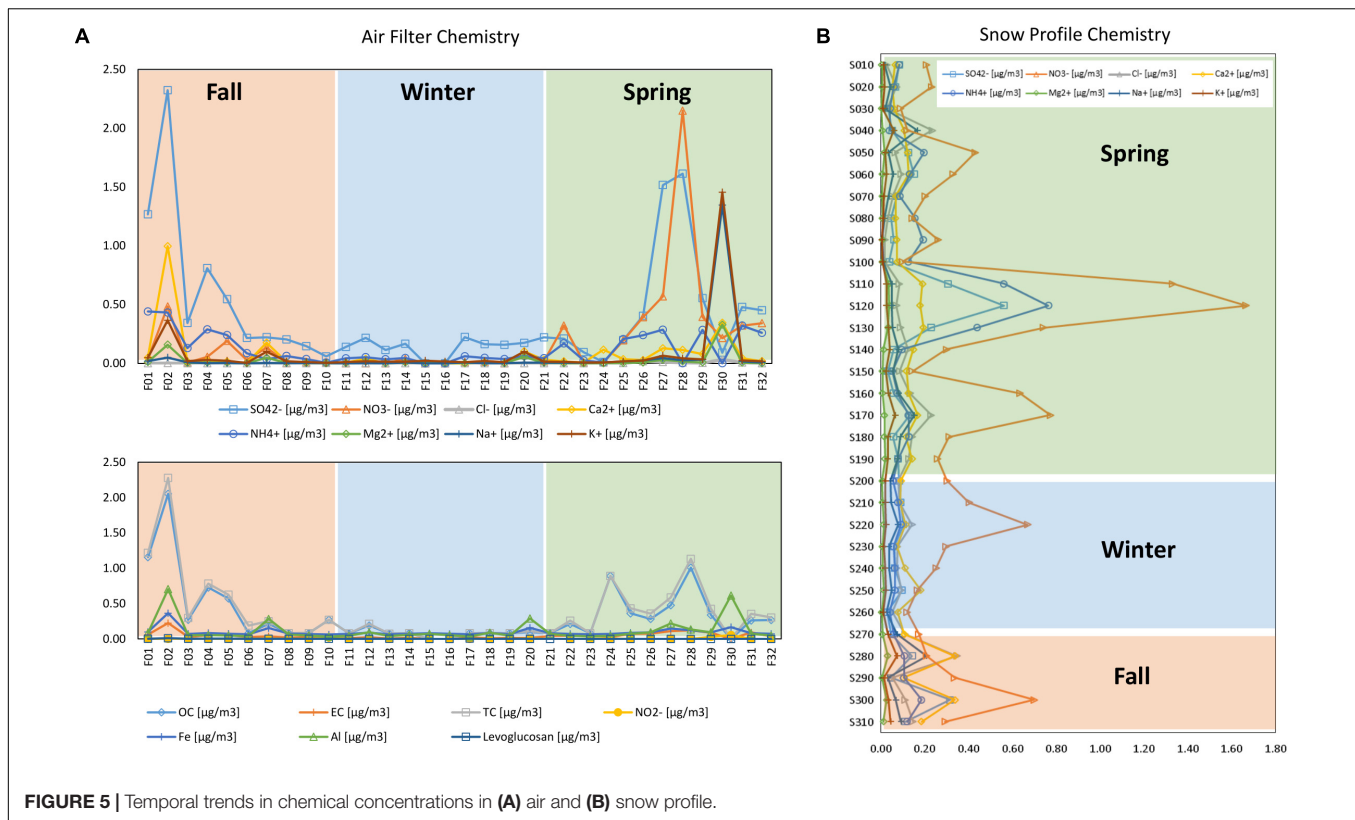 A
Air Filter Chemistry
2.50
2.00
1.50
1.00
0.50
0.00
Fall
Winter
Spring
F01 F02 F03 F04 F05 F06 F07 F08 F09 F10 F11 F12 F13 F14 F15 F16 F17 F18 F19 F20 F21 F22 F23 F24 F25 F26 F27 F28 F29 F30 F31 F32
SO42- [µg/m3] NO3- [µg/m3] Cl- [µg/m3] Ca2+ [µg/m3]
NH4+ [µg/m3] Mg2+ [µg/m3] Na+ [µg/m3] K+ [µg/m3]
2.50
2.00
1.50
1.00
0.50
0.00
F01 F02 F03 F04 F05 F06 F07 F08 F09 F10 F11 F12 F13 F14 F15 F16 F17 F18 F19 F20 F21 F22 F23 F24 F25 F26 F27 F28 F29 F30 F31 F32
OC [µg/m3] EC [µg/m3] TC [µg/m3] NO2- [µg/m3]
Fe [µg/m3] Al [µg/m3] Levoglucosan [µg/m3]
B
Snow Profile Chemistry
SO42- [µg/m3] NO3- [µg/m3] Cl- [µg/m3] Ca2+ [µg/m3]
NH4+ [µg/m3] Mg2+ [µg/m3] Na+ [µg/m3] K+ [µg/m3]
S010
S020
S030
S040
S050
S060
S070
S080
S090
S100
S110
S120
S130
S140
S150
S160
S170
S180
S190
S200
S210
S220
S230
S240
S250
S260
S270
S280
S290
S300
S310
Spring
Winter
Fall
0.00 0.20 0.40 0.60 0.80 1.00 1.20 1.40 1.60 1.80
FIGURE 5 | Temporal trends in chemical concentrations in (A) air and (B) snow profile.